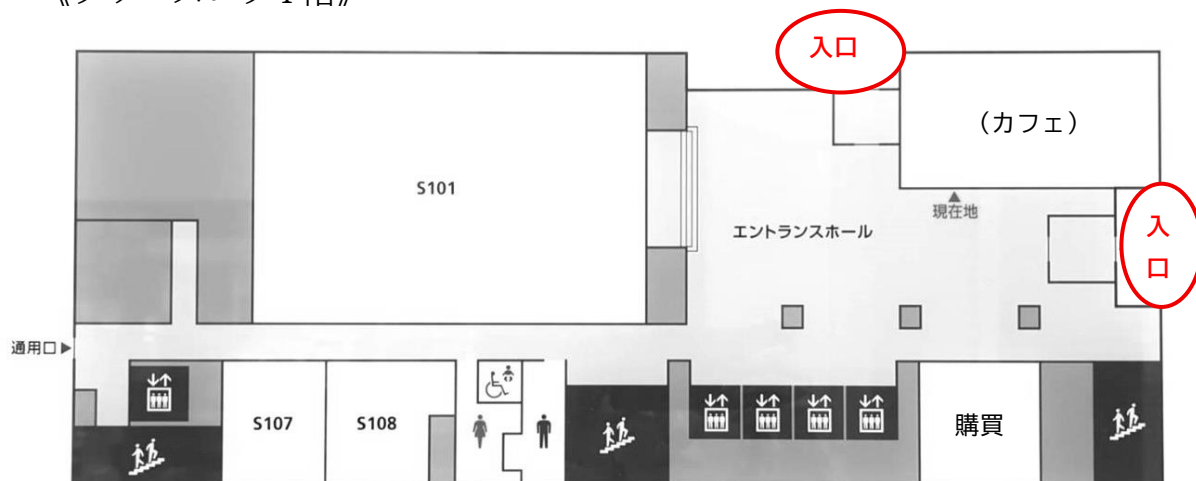 入口
(カフェ)
S101
▲
現在地
エントランスホール
入
口
通用口▶
S107
S108
購買